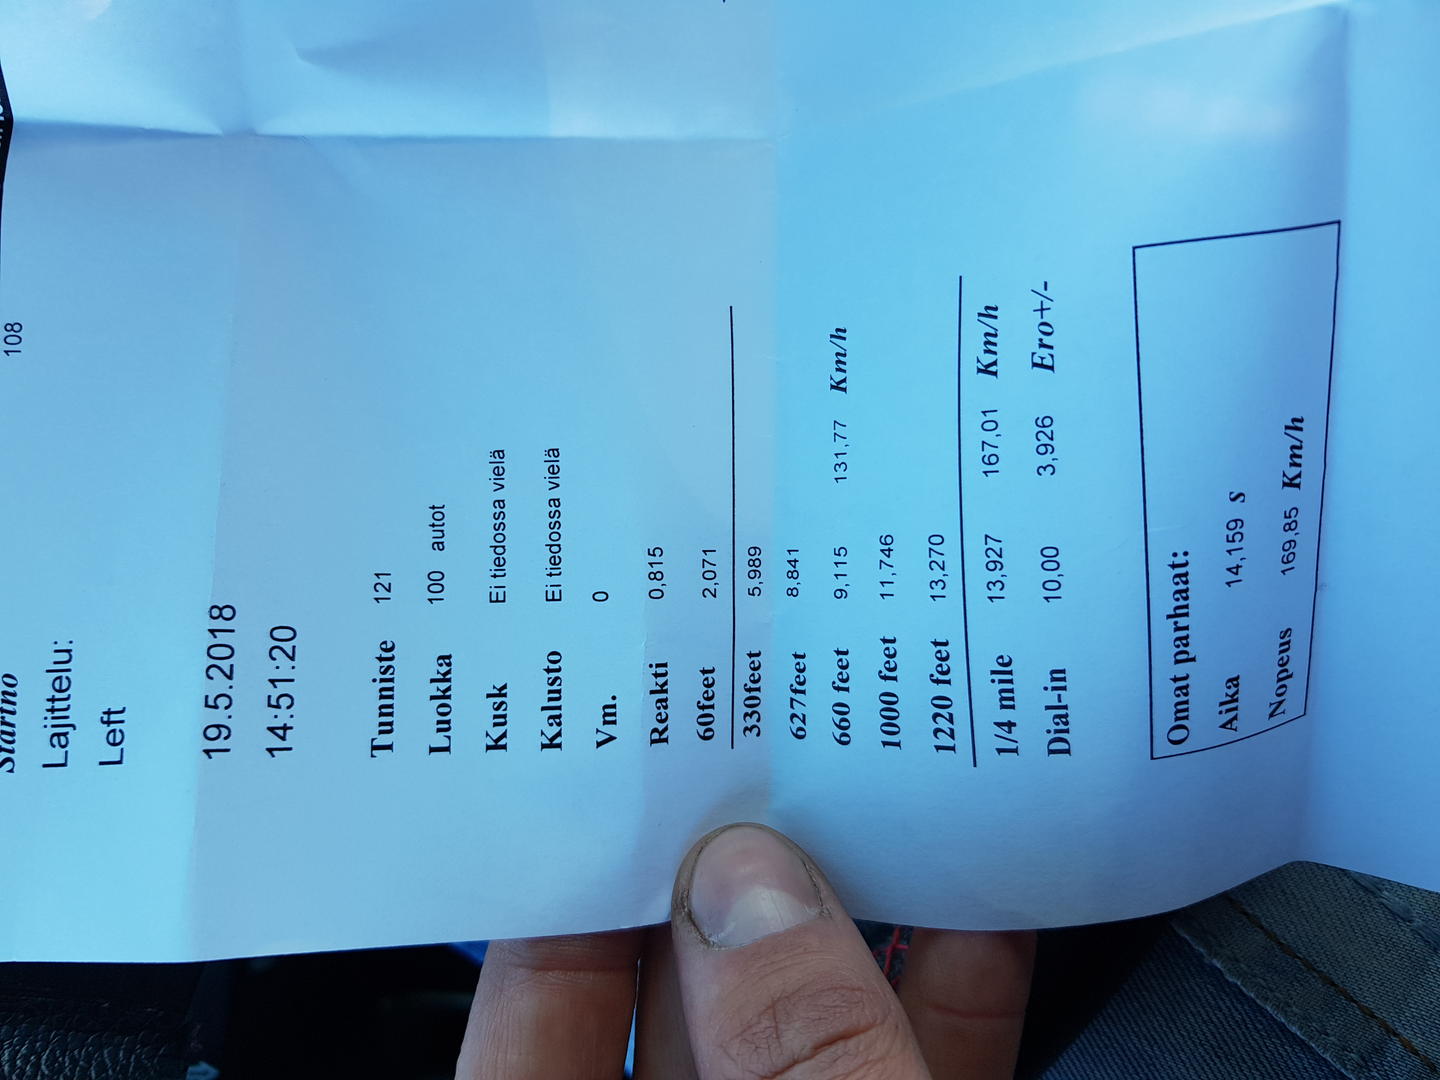 108
Starino
Lajittelu:
Left
19.5.2018
14:51:20
Tunniste 121
Luokka 100 autot
Kusk Ei tiedossa vielä
Kalusto Ei tiedossa vielä
Vm. 0
Reakti 0,815
60feet 2,071
330feet 5,989
627feet 8,841
660 feet 9,115 131,77 Km/h
1000 feet 11,746
1220 feet 13,270
1/4 mile 13,927 167,01 Km/h
Dial-in 10,00 3,926 Ero+/-
Omat parhaat:
Aika 14,159 s
Nopeus 169,85 Km/h